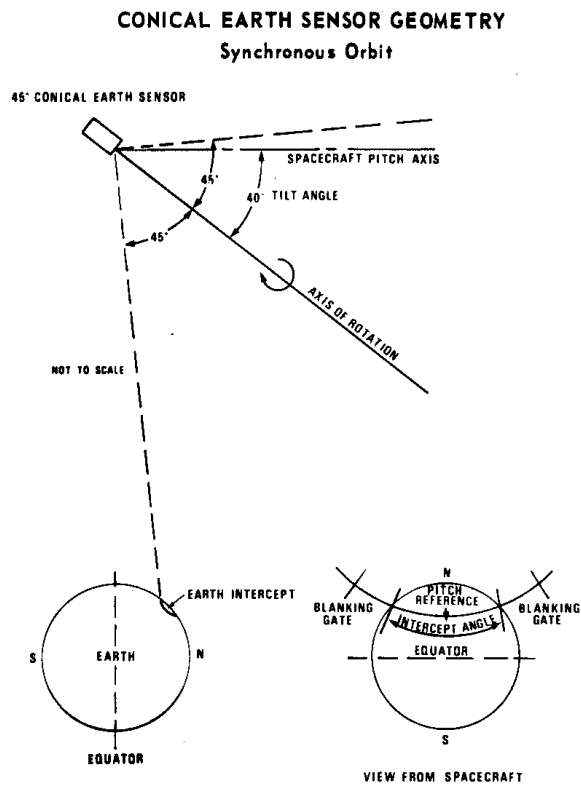 CONICAL EARTH SENSOR GEOMETRY
Synchronous Orbit
45° CONICAL EARTH SENSOR
SPACECRAFT PITCH AXIS
45°
40° TILT ANGLE
45°
AXIS OF ROTATION
NOT TO SCALE
EARTH INTERCEPT
S
EARTH
N
EQUATOR
N
PITCH
REFERENCE
BLANKING
GATE
BLANKING
GATE
INTERCEPT ANGLE
EQUATOR
S
VIEW FROM SPACECRAFT